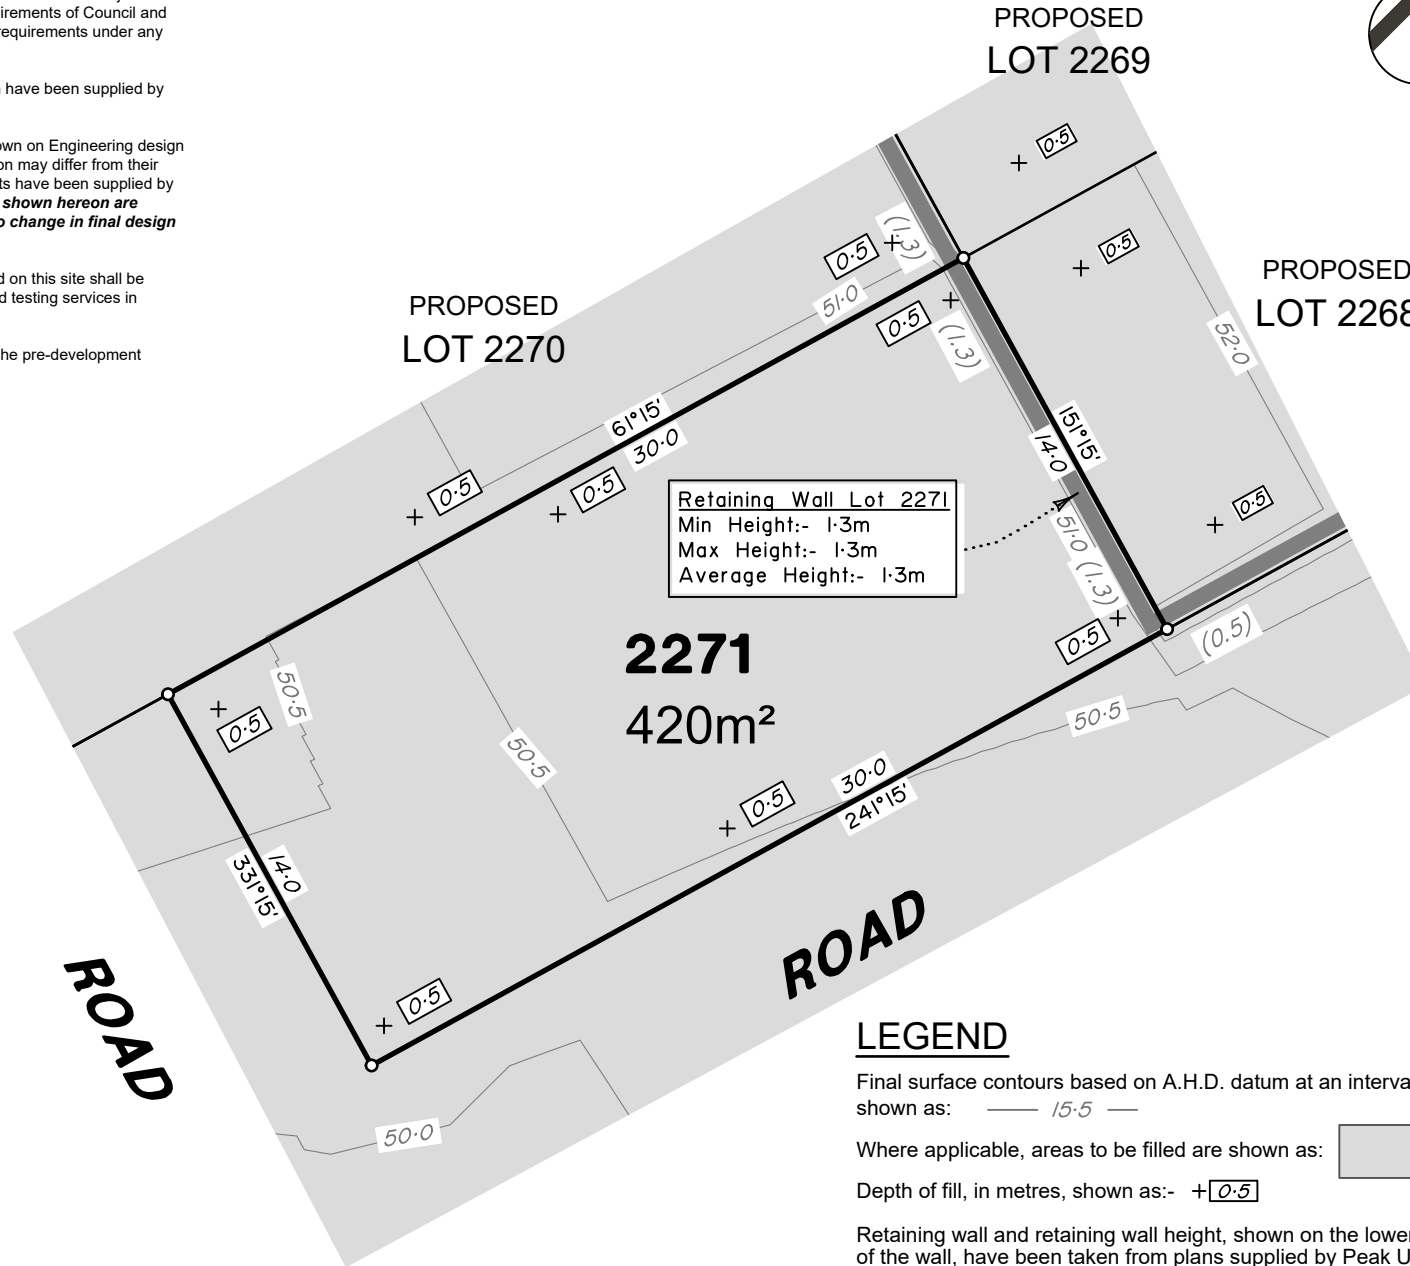 irements of Council and
requirements under any
have been supplied by
own on Engineering design
on may differ from their
ts have been supplied by
shown hereon are
o change in final design
d on this site shall be
d testing services in
he pre-development
PROPOSED
LOT 2269
PROPOSED
LOT 2268
PROPOSED
LOT 2270
0·5
0·5
(1.3)
0·5
51·0
0·5
(1.3)
52·0
61°15'
30·0
151°15'
14·0
0·5
0·5
0·5
Retaining Wall Lot 2271
Min Height:- 1·3m
Max Height:- 1·3m
Average Height:- 1·3m
51·0
(1.3)
0·5
(0.5)
2271
420m²
50·5
0·5
50·5
50·5
0·5
30·0
241°15'
14·0
331°15'
0·5
ROAD
ROAD
50·0
LEGEND
Final surface contours based on A.H.D. datum at an interva
shown as: 15·5
Where applicable, areas to be filled are shown as:
Depth of fill, in metres, shown as:- +0·5
Retaining wall and retaining wall height, shown on the lower
of the wall, have been taken from plans supplied by Peak U